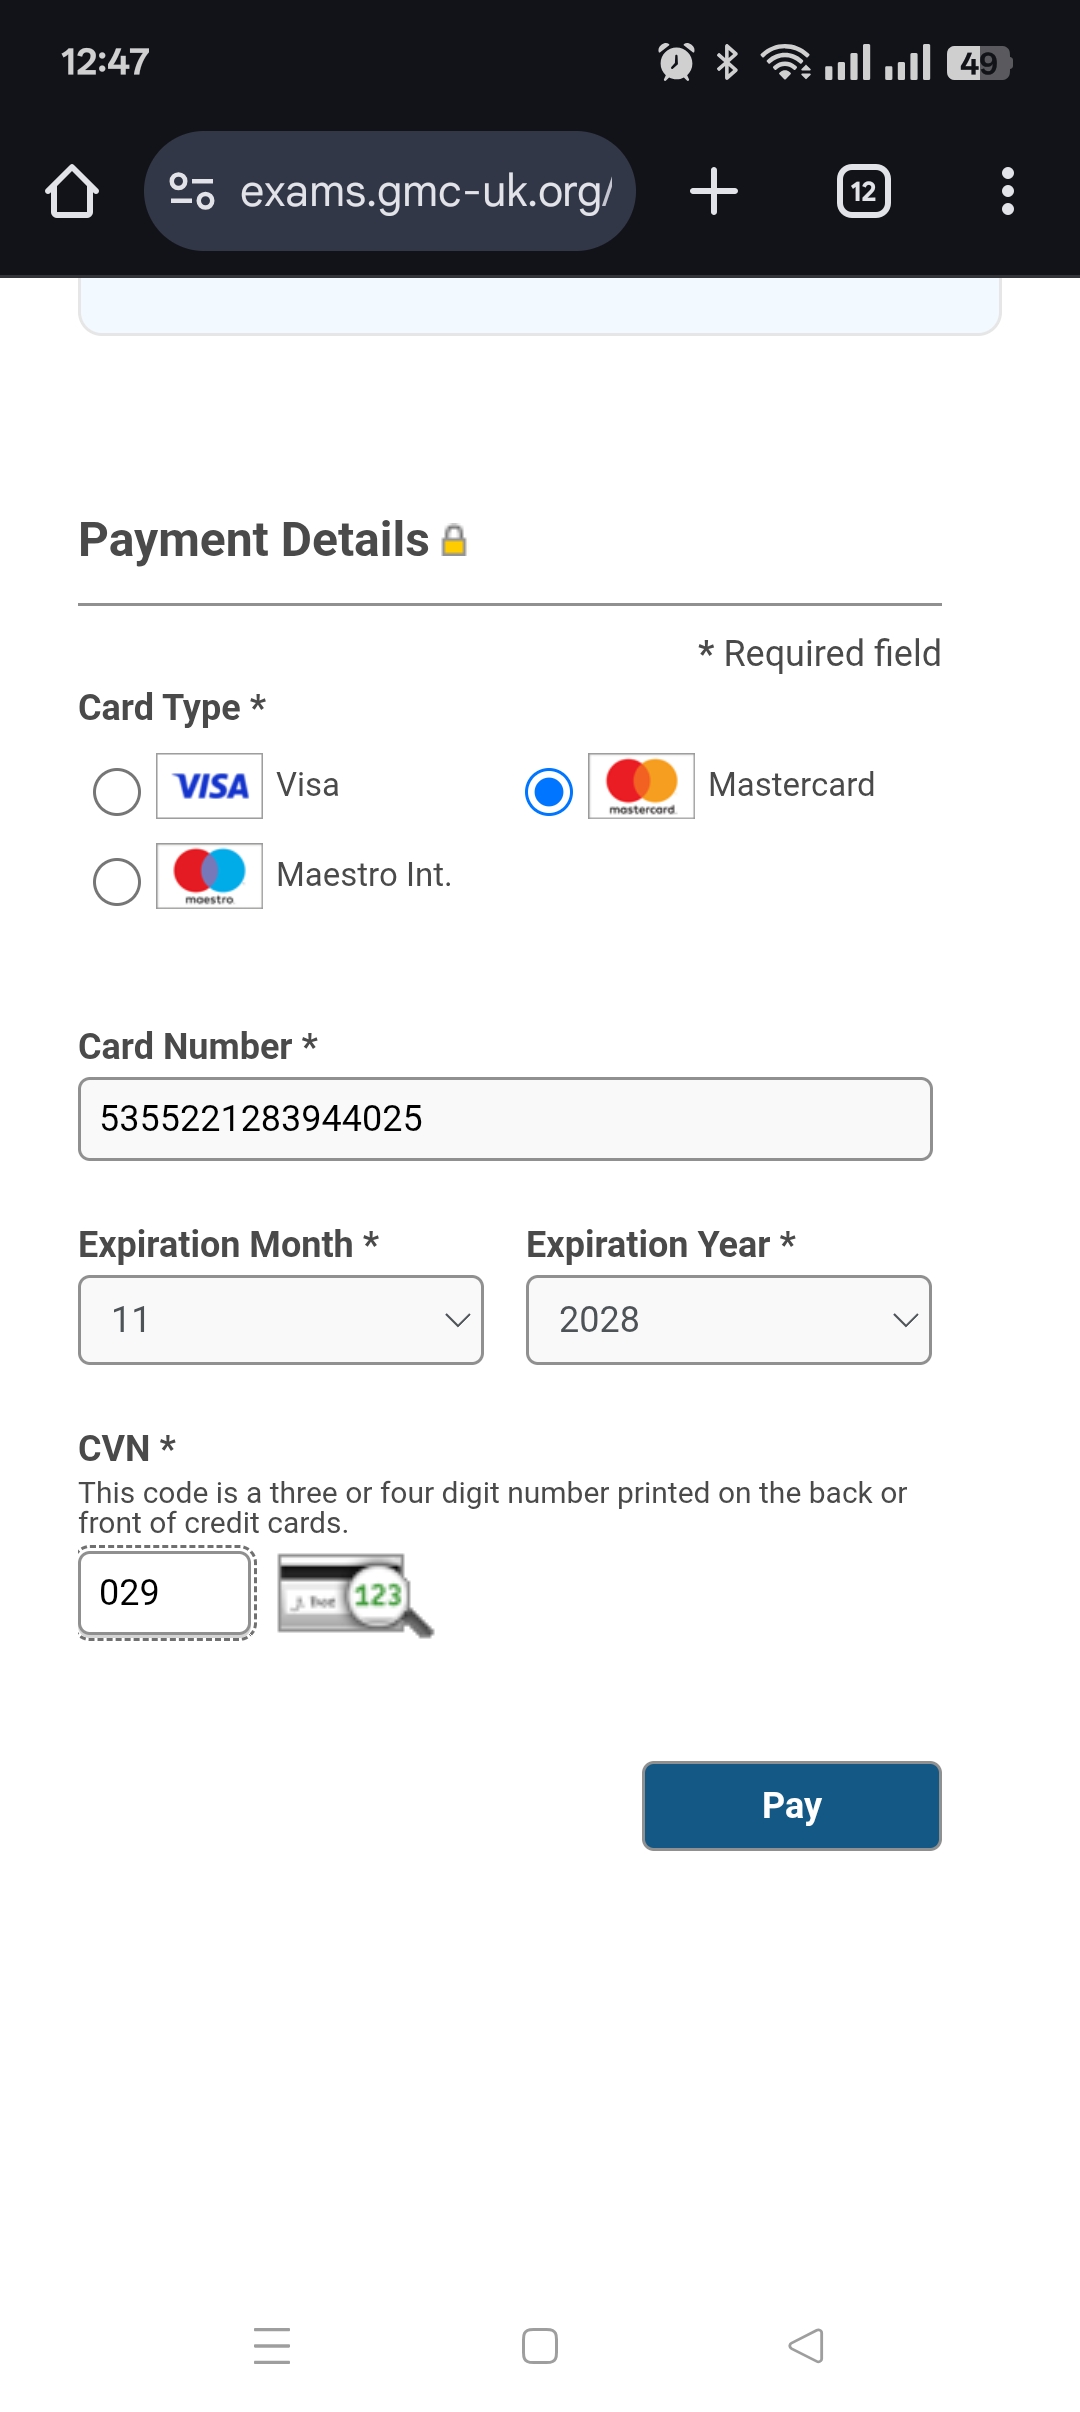 12:47
49
exams.gmc-uk.org/
12
Payment Details
* Required field
Card Type *
VISA Visa
mastercard. Mastercard
maestro Maestro Int.
Card Number *
5355221283944025
Expiration Month * Expiration Year *
11 2028
CVN *
This code is a three or four digit number printed on the back or
front of credit cards.
029
123
Pay